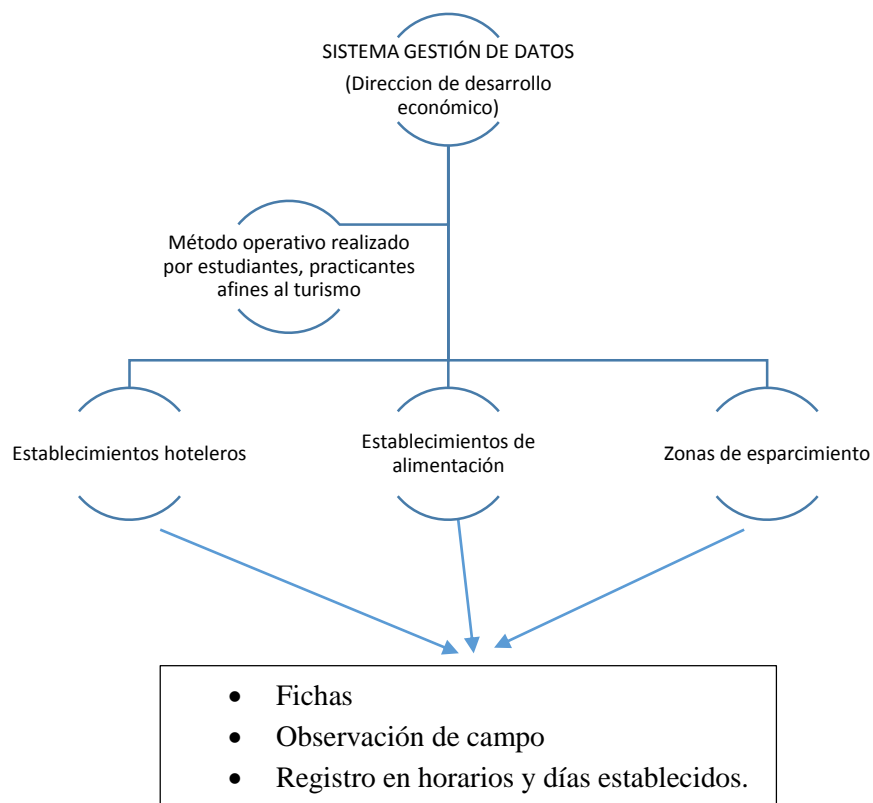 SISTEMA GESTIÓN DE DATOS
(Direccion de desarrollo
económico)
Método operativo realizado
por estudiantes, practicantes
afines al turismo
Establecimientos hoteleros
Establecimientos de
alimentación
Zonas de esparcimiento
• Fichas
• Observación de campo
• Registro en horarios y días establecidos.